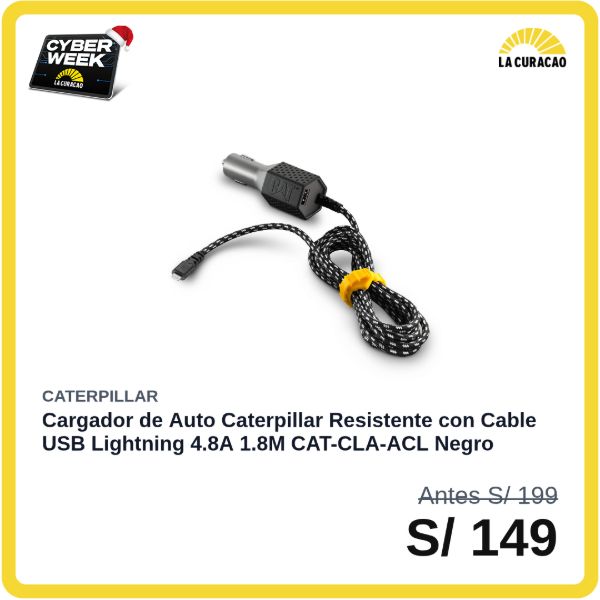 CYBER
WEEK
LA CURACAO
LA CURACAO
CAT
CATERPILLAR
Cargador de Auto Caterpillar Resistente con Cable
USB Lightning 4.8A 1.8M CAT-CLA-ACL Negro
Antes S/ 199
S/ 149